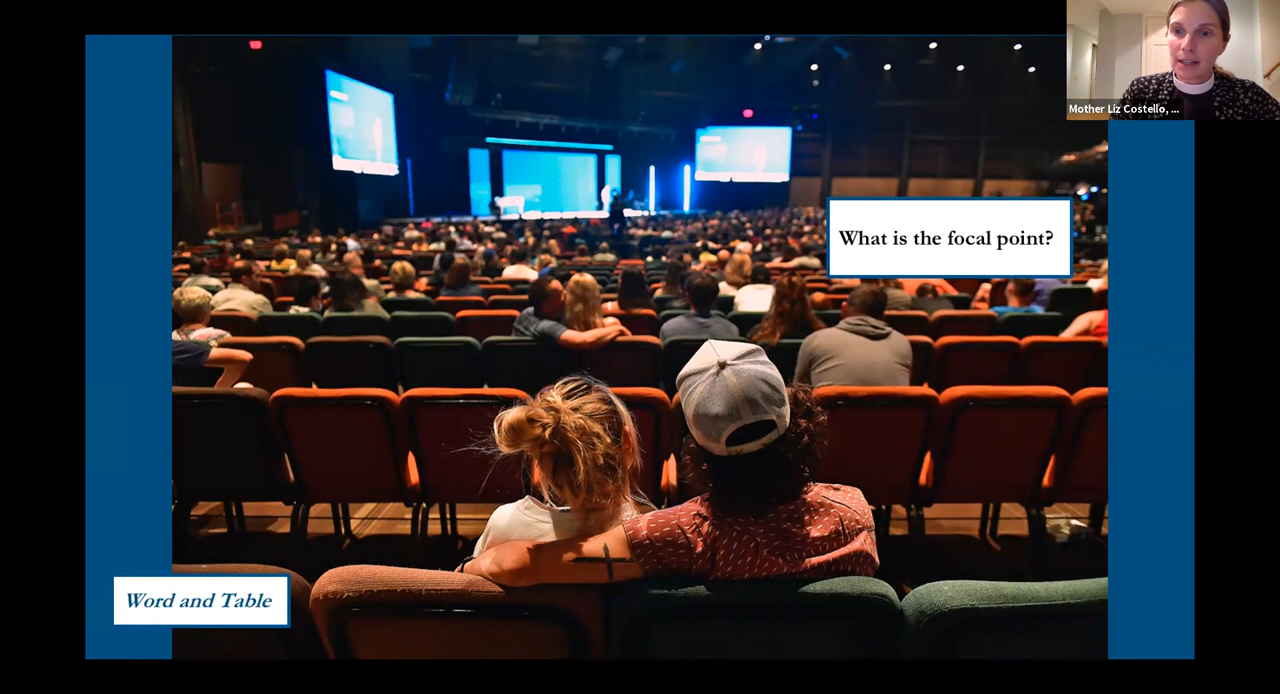 Mother Liz Costello, ...
What is the focal point?
Word and Table